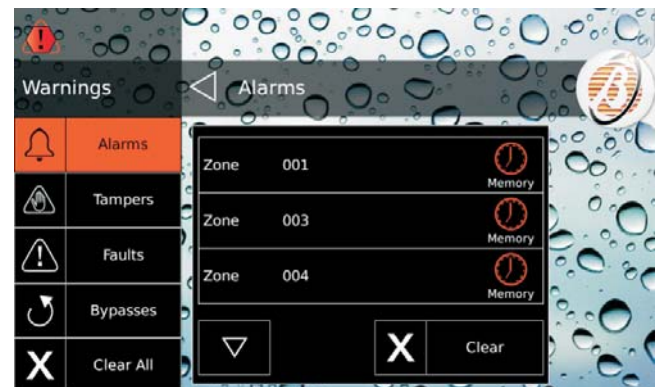 Warnings
Alarms
Alarms
Tampers
Faults
Bypasses
X Clear All
Zone 001 Memory
Zone 003 Memory
Zone 004 Memory
X Clear